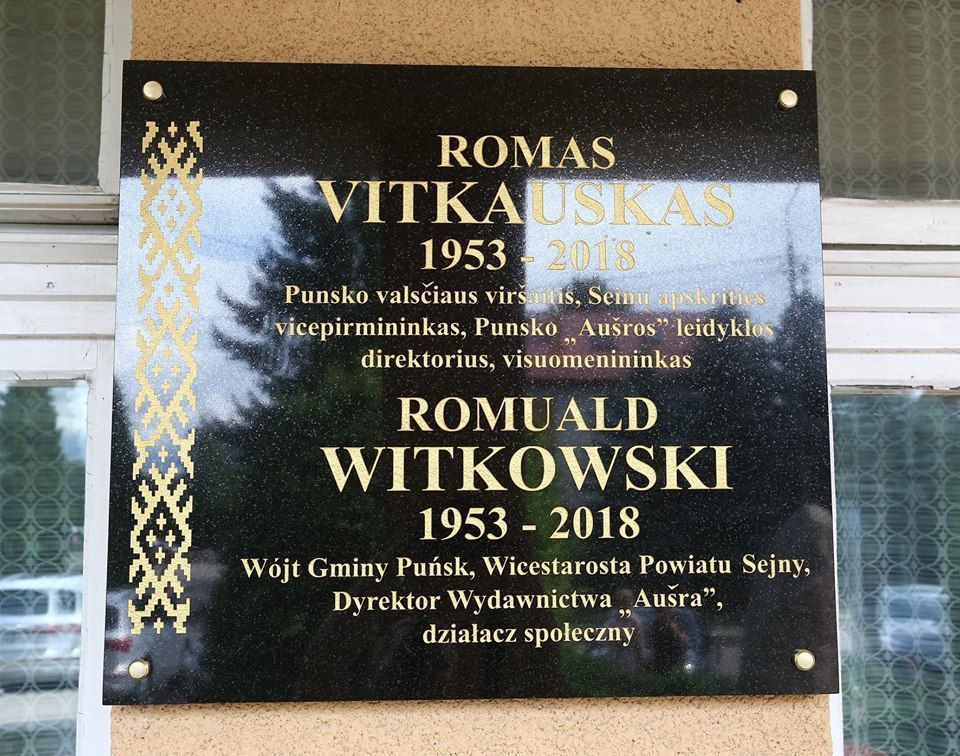 ROMAS
VITKAUSKAS
1953 - 2018
Punsko valsčiaus viršaitis, Seinų apskrities
vicepirmininkas, Punsko „Aušros” leidyklos
direktorius, visuomenininkas
ROMUALD
WITKOWSKI
1953 - 2018
Wójt Gminy Puńsk, Wicestarosta Powiatu Sejny,
Dyrektor Wydawnictwa „Aušra”,
działacz społeczny